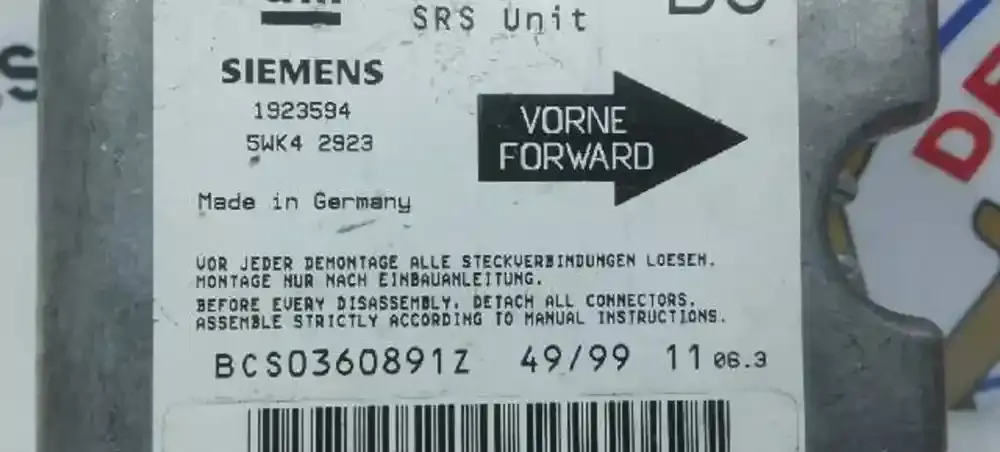 SRS Unit
SIEMENS
1923594
5WK4 2923
VORNE
FORWARD
Made in Germany
VOR JEDER DEMONTAGE ALLE STECKVERBINDUNGEN LOESEN.
MONTAGE NUR NACH EINBAUANLEITUNG.
BEFORE EVERY DISASSEMBLY, DETACH ALL CONNECTORS.
ASSEMBLE STRICTLY ACCORDING TO MANUAL INSTRUCTIONS.
BCS0360891Z 49/99 11 06.3